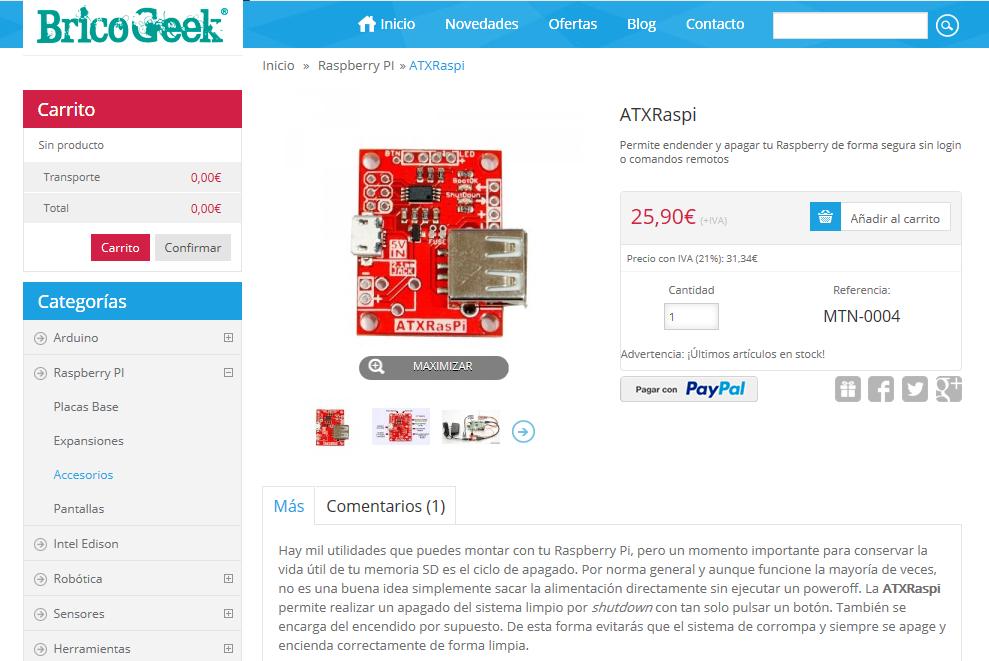 BricoGeek®
Inicio Novedades Ofertas Blog Contacto
Inicio » Raspberry PI » ATXRaspi
Carrito
Sin producto
Transporte 0,00€
Total 0,00€
Carrito Confirmar
Categorías
Arduino
Raspberry PI
Placas Base
Expansiones
Accesorios
Pantallas
Intel Edison
Robótica
Sensores
Herramientas
BTN LED
BootOK
ShutDown
FUSE
5V
IN
2.1mm
JACK
ATXRasPi
MAXIMIZAR
ATXRaspi
Permite endender y apagar tu Raspberry de forma segura sin login
o comandos remotos
25,90€ (+IVA) Añadir al carrito
Precio con IVA (21%): 31,34€
Cantidad Referencia:
1 MTN-0004
Advertencia: ¡Últimos artículos en stock!
Pagar con PayPal
Más Comentarios (1)
Hay mil utilidades que puedes montar con tu Raspberry Pi, pero un momento importante para conservar la
vida útil de tu memoria SD es el ciclo de apagado. Por norma general y aunque funcione la mayoría de veces,
no es una buena idea simplemente sacar la alimentación directamente sin ejecutar un poweroff. La ATXRaspi
permite realizar un apagado del sistema limpio por shutdown con tan solo pulsar un botón. También se
encarga del encendido por supuesto. De esta forma evitarás que el sistema de corrompa y siempre se apage y
encienda correctamente de forma limpia.